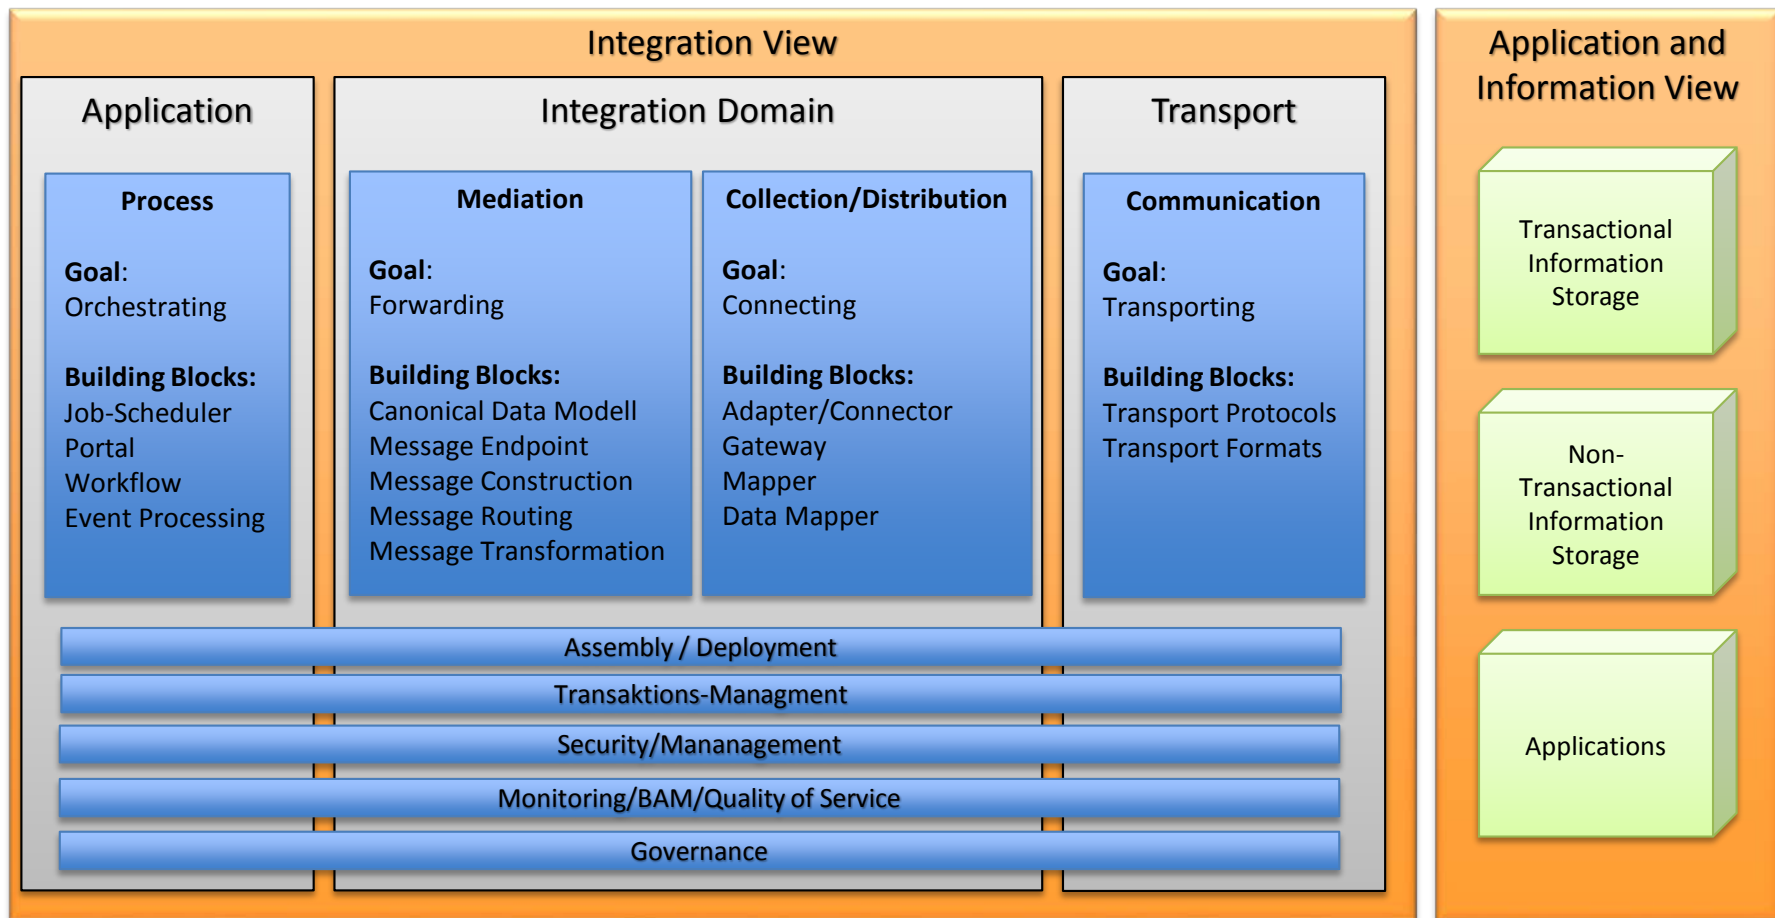 Integration View
Application
Process
Goal:
Orchestrating
Building Blocks:
Job-Scheduler
Portal
Workflow
Event Processing
Integration Domain
Mediation
Goal:
Forwarding
Building Blocks:
Canonical Data Modell
Message Endpoint
Message Construction
Message Routing
Message Transformation
Collection/Distribution
Goal:
Connecting
Building Blocks:
Adapter/Connector
Gateway
Mapper
Data Mapper
Transport
Communication
Goal:
Transporting
Building Blocks:
Transport Protocols
Transport Formats
Assembly / Deployment
Transaktions-Managment
Security/Mananagement
Monitoring/BAM/Quality of Service
Governance
Application and
Information View
Transactional
Information
Storage
Non-
Transactional
Information
Storage
Applications